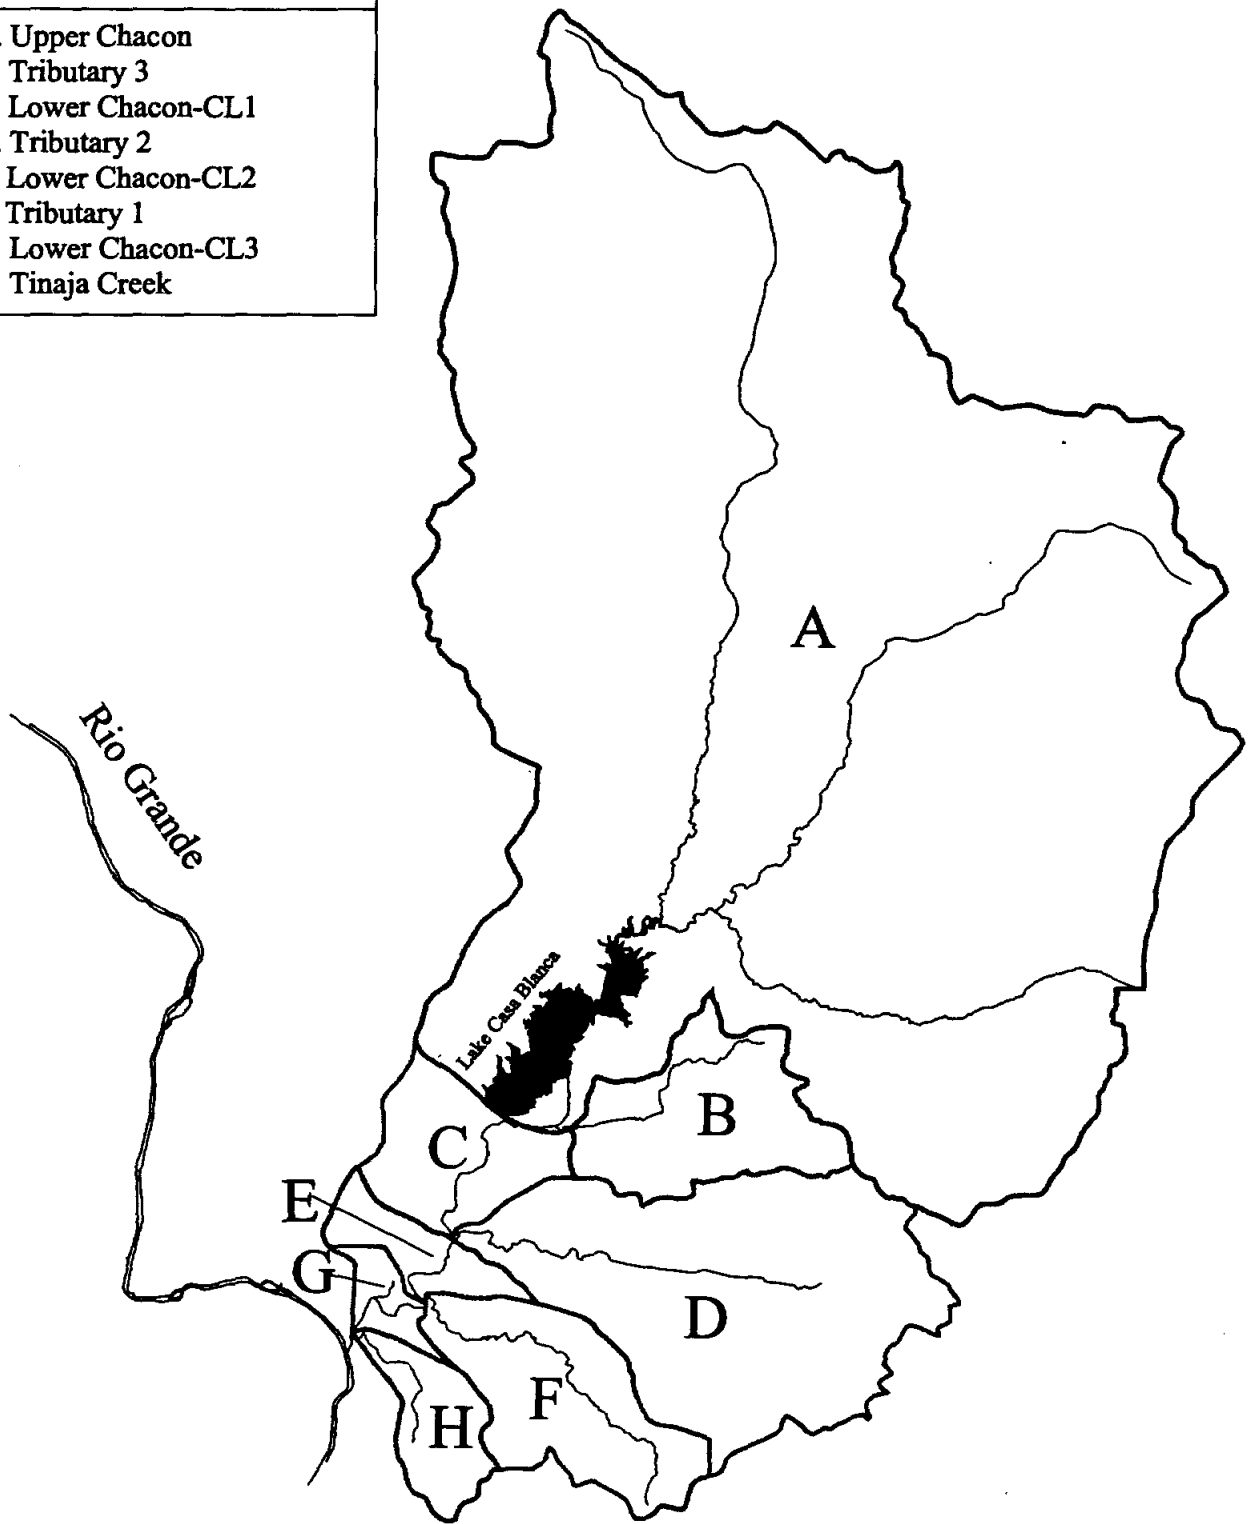 . Upper Chacon
Tributary 3
Lower Chacon-CL1
. Tributary 2
Lower Chacon-CL2
Tributary 1
Lower Chacon-CL3
Tinaja Creek
A
Rio Grande
Lake Casa Blanca
B
C
E
G
D
F
H